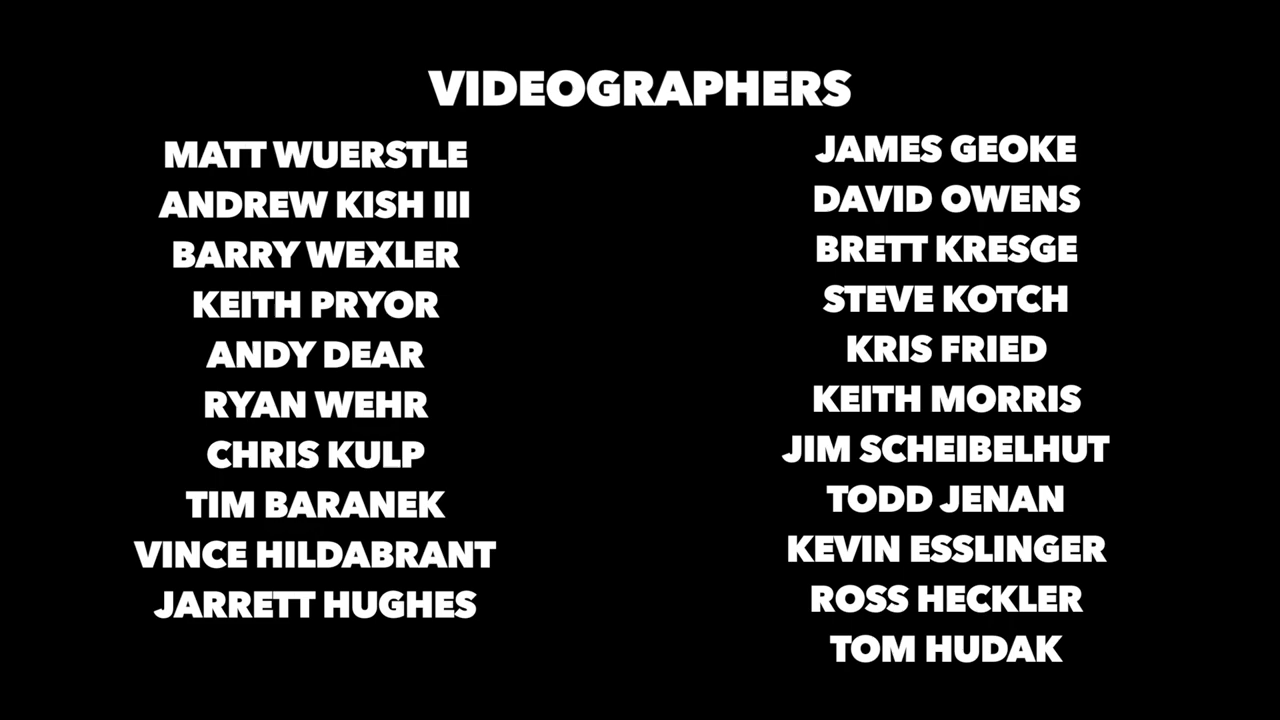 VIDEOGRAPHERS
MATT WUERSTLE
ANDREW KISH III
BARRY WEXLER
KEITH PRYOR
ANDY DEAR
RYAN WEHR
CHRIS KULP
TIM BARANEK
VINCE HILDABRANT
JARRETT HUGHES
JAMES GEOKE
DAVID OWENS
BRETT KRESGE
STEVE KOTCH
KRIS FRIED
KEITH MORRIS
JIM SCHEIBELHUT
TODD JENAN
KEVIN ESSLINGER
ROSS HECKLER
TOM HUDAK